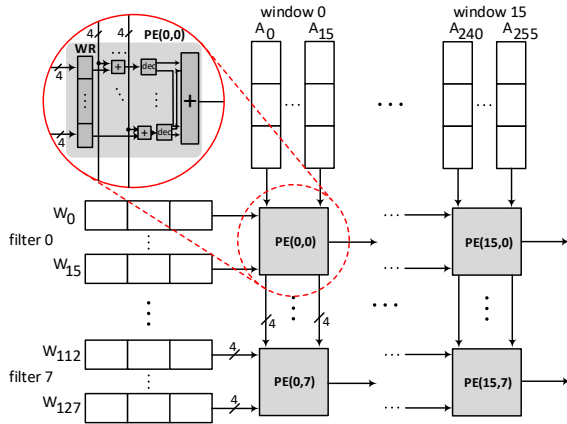 window 0
window 15
A0 A15
A240 A255
4 4 PE(0,0)
WR
4
+ dec
+
4
+ dec
...
...
W0
filter 0
W15
PE(0,0)
...
PE(15,0)
4 4
W112
4
filter 7
W127
4
PE(0,7)
...
PE(15,7)